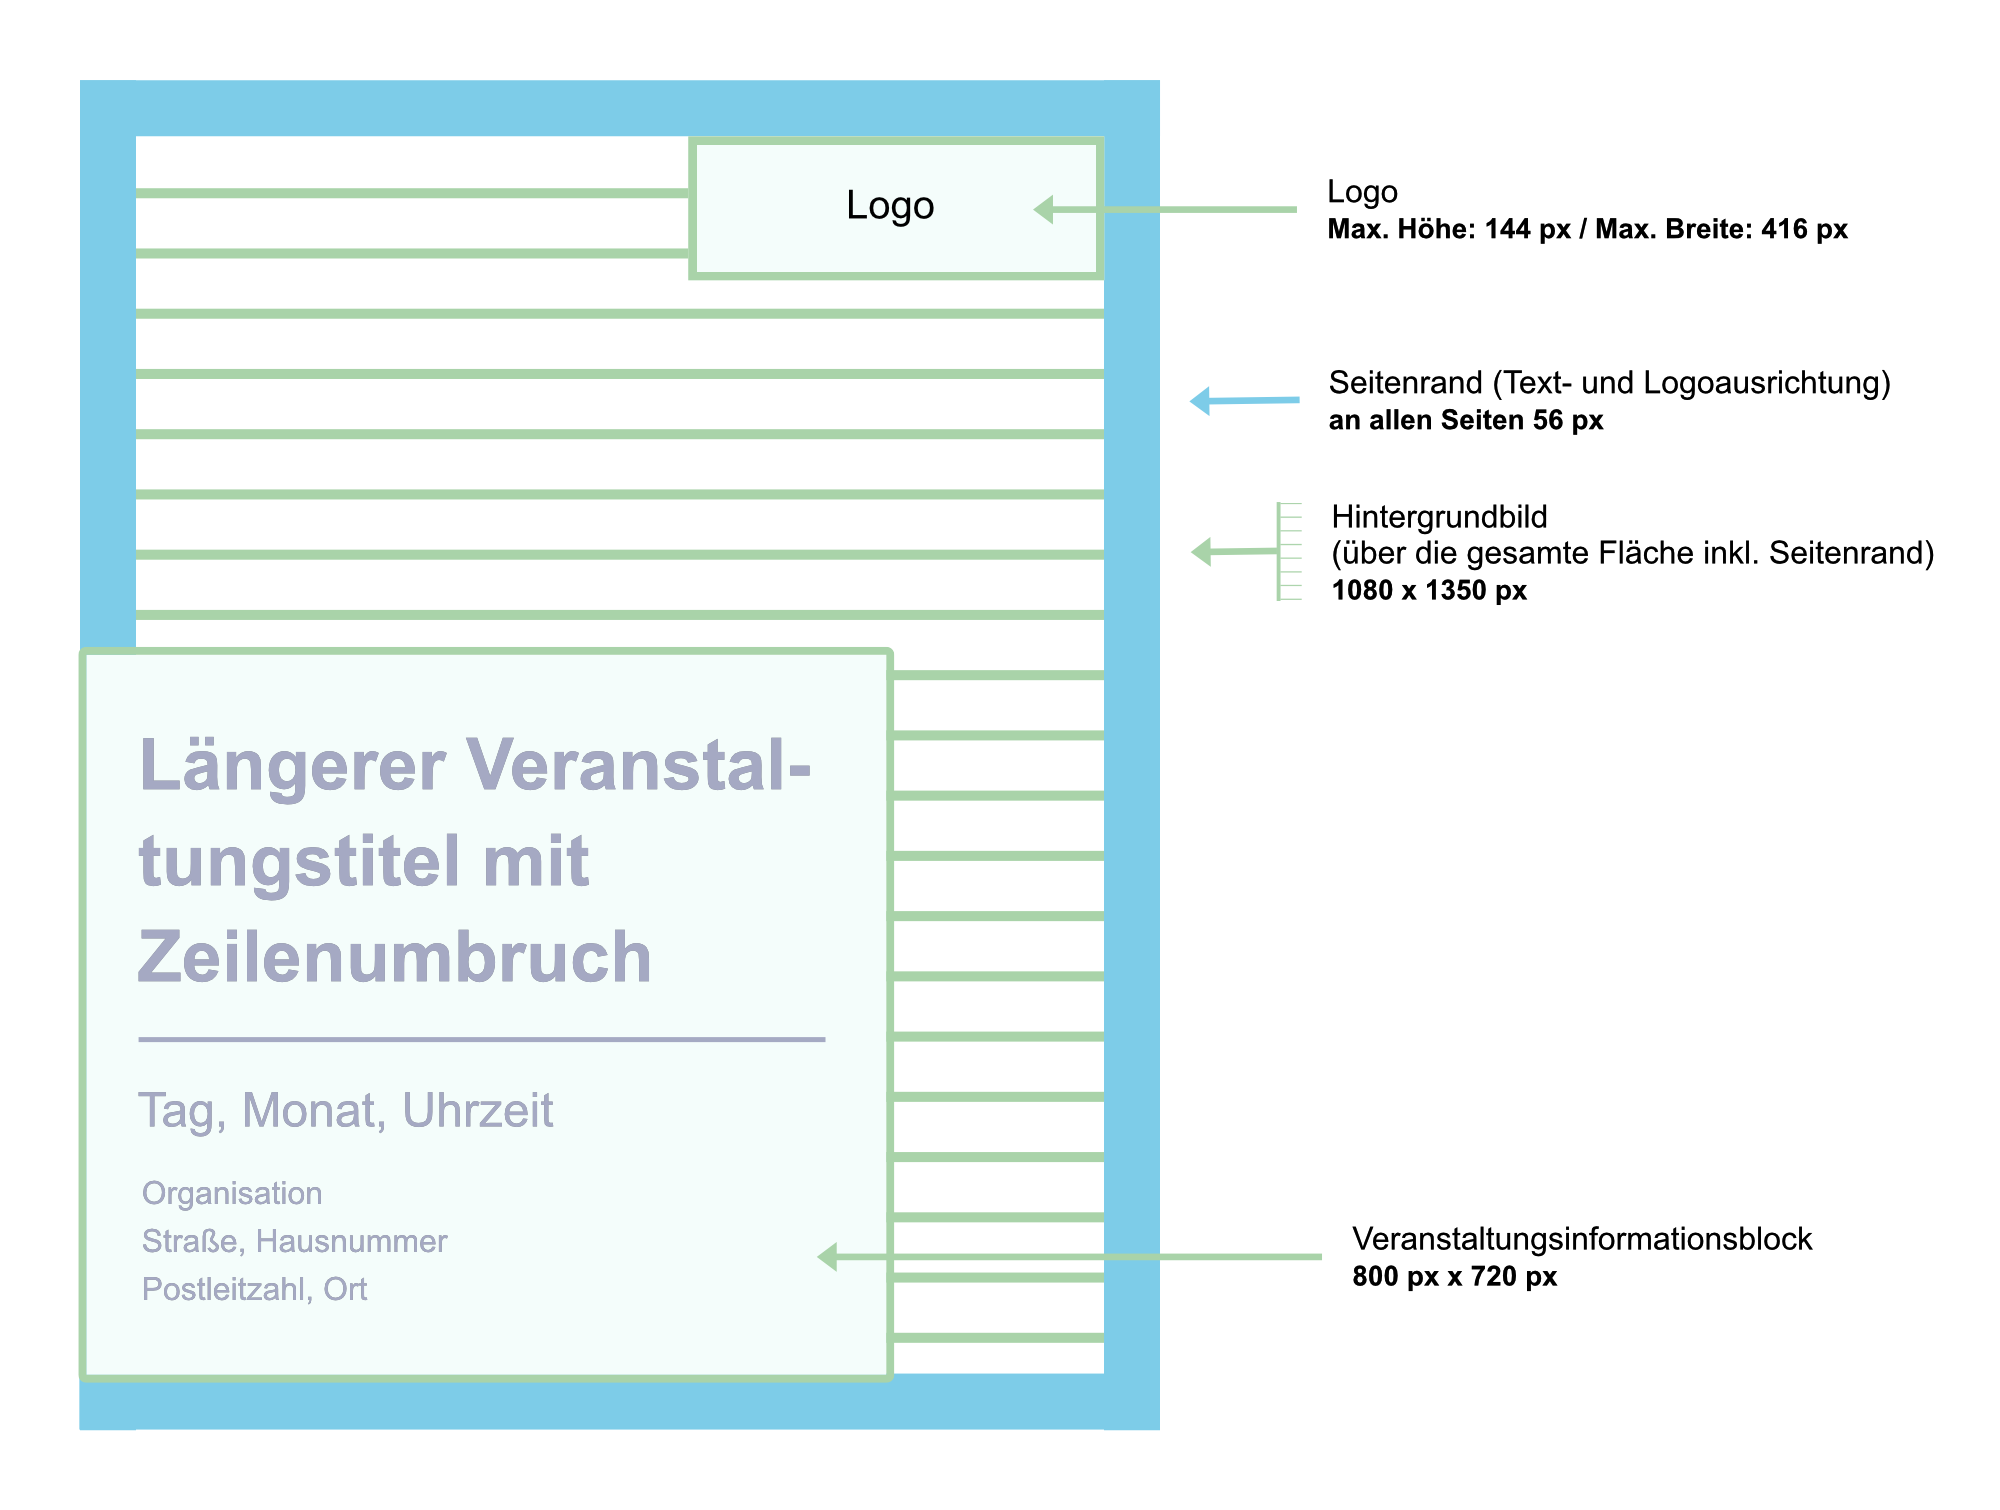 Logo
Logo
Max. Höhe: 144 px / Max. Breite: 416 px
Seitenrand (Text- und Logoausrichtung)
an allen Seiten 56 px
Hintergrundbild
(über die gesamte Fläche inkl. Seitenrand)
1080 x 1350 px
Längerer Veranstal-
tungstitel mit
Zeilenumbruch
Tag, Monat, Uhrzeit
Organisation
Straße, Hausnummer
Postleitzahl, Ort
Veranstaltungsinformationsblock
800 px x 720 px